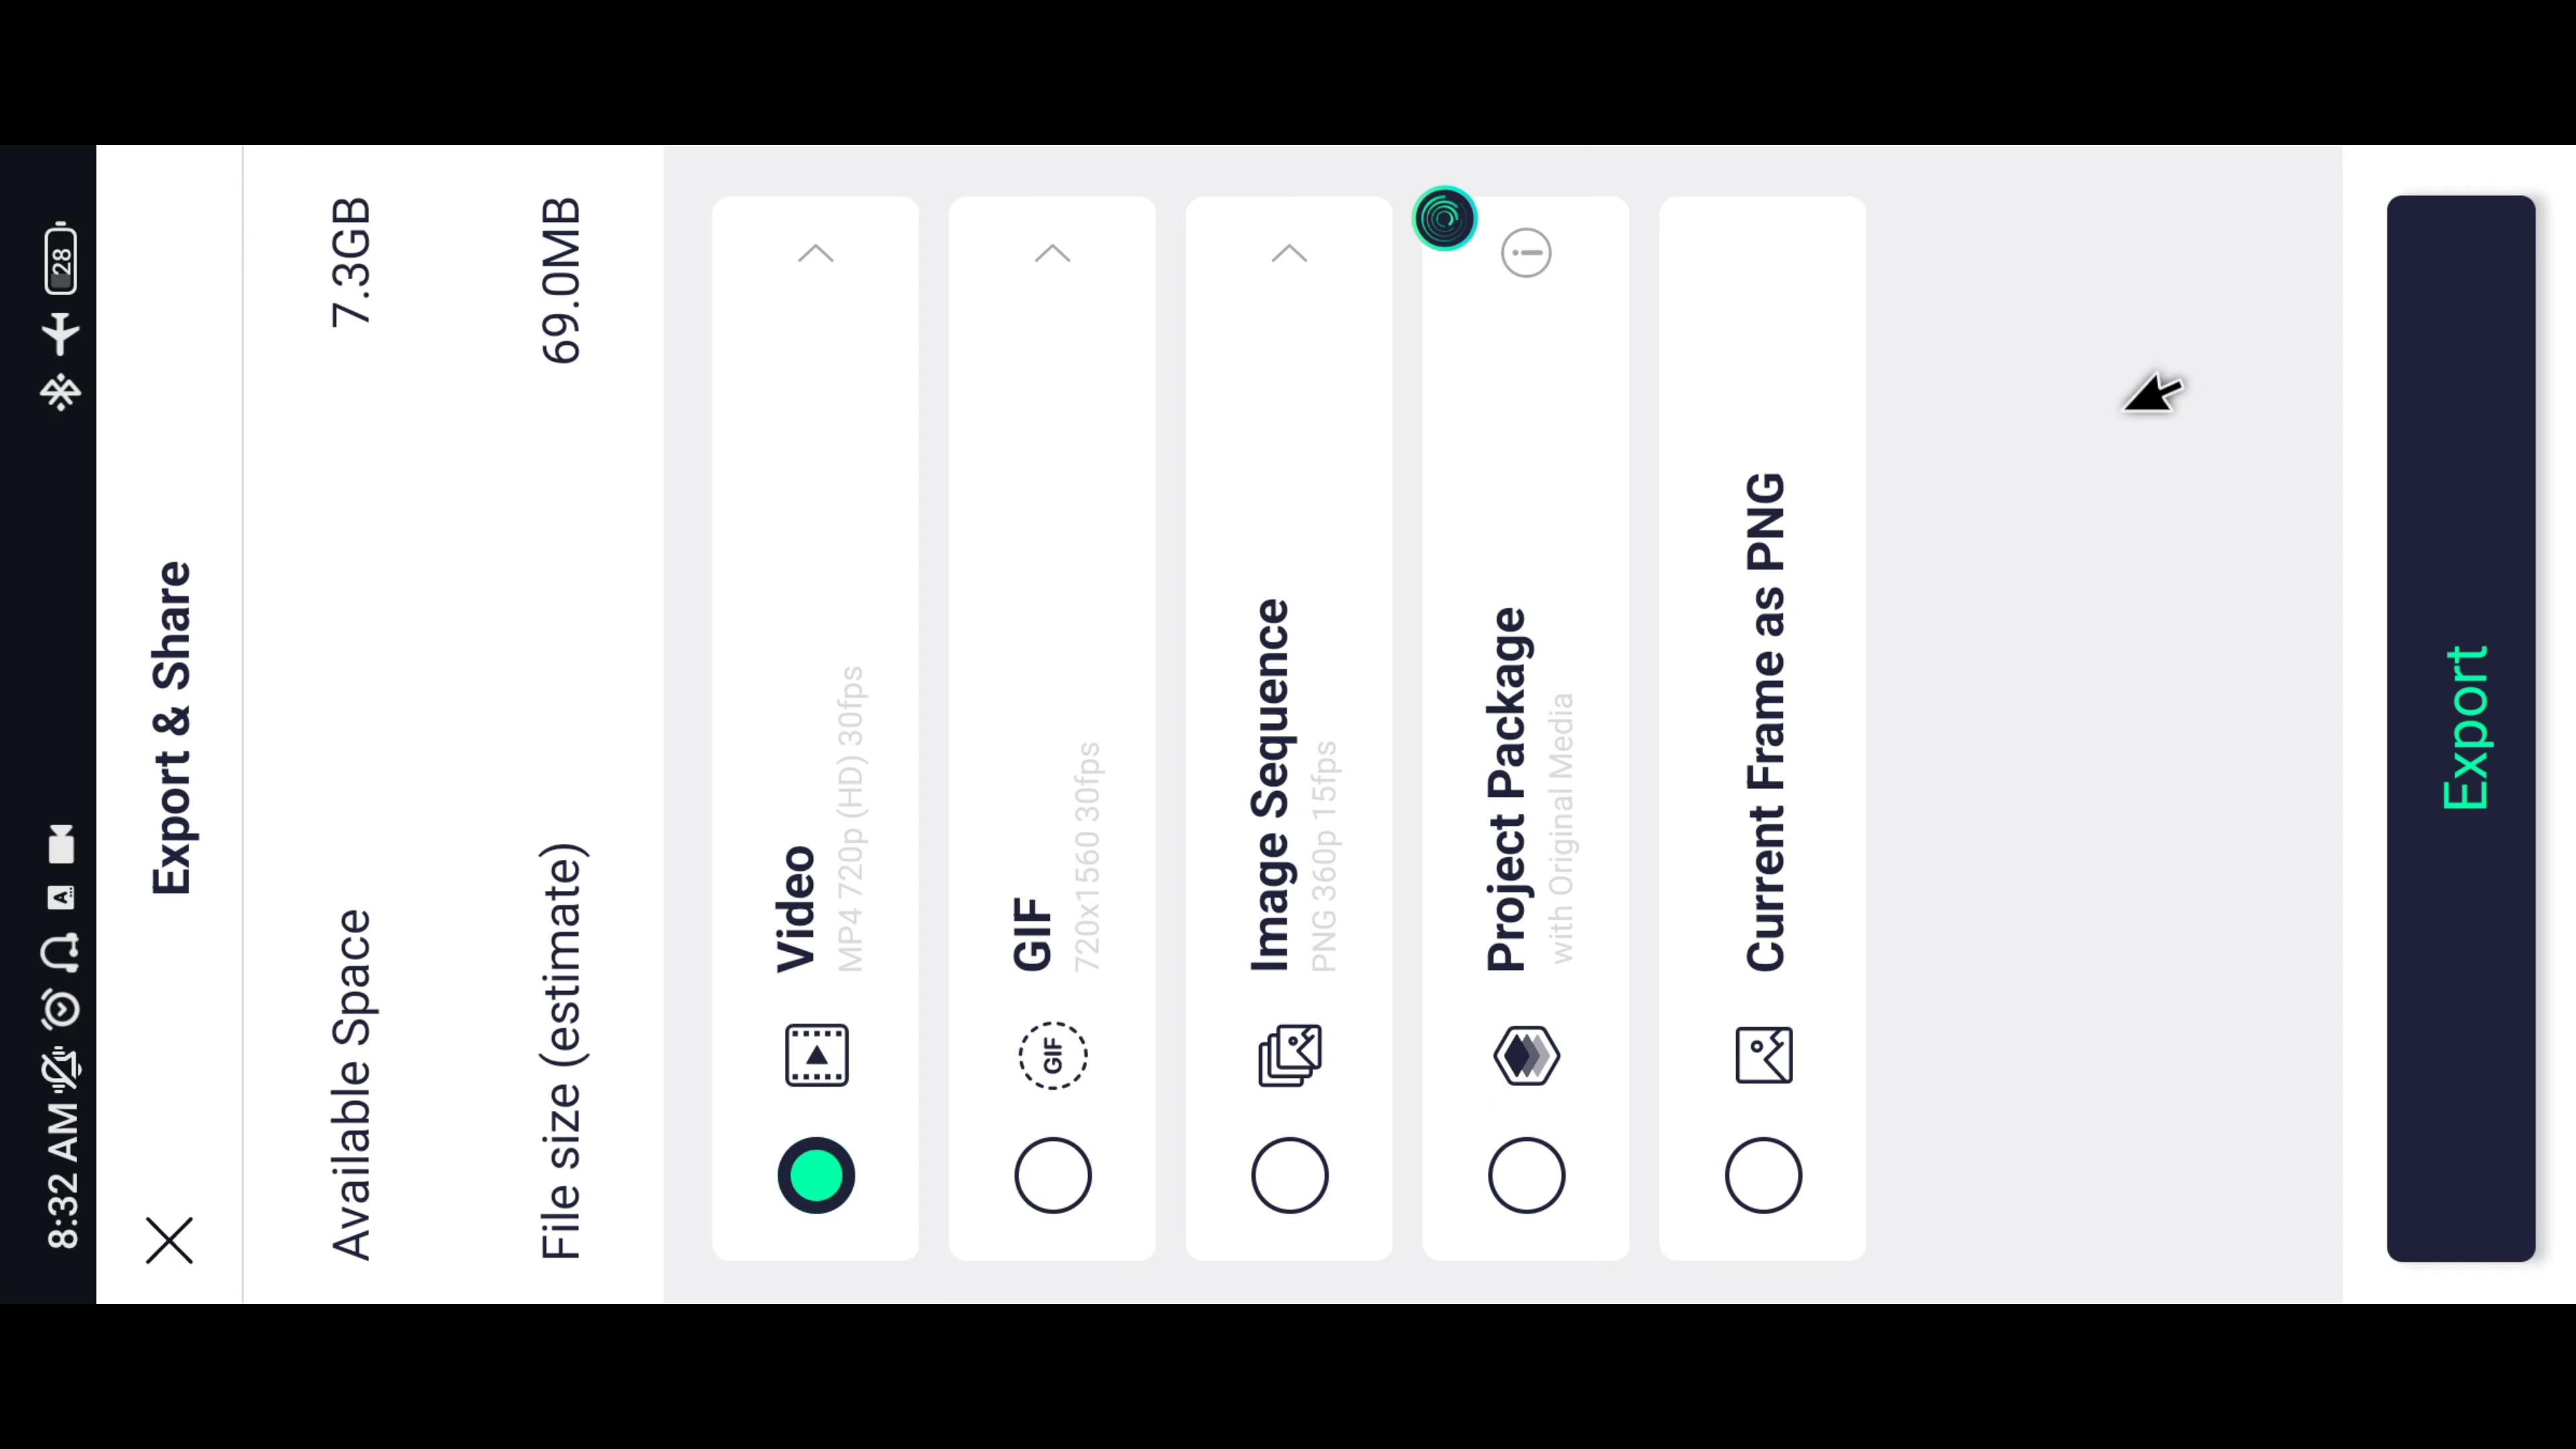 8:32 AM
A
28
Export & Share
Available Space 7.3GB
File size (estimate) 69.0MB
Video
MP4 720p (HD) 30fps
GIF
GIF
720x1560 30fps
Image Sequence
PNG 360p 15fps
Project Package
with Original Media
Current Frame as PNG
Export